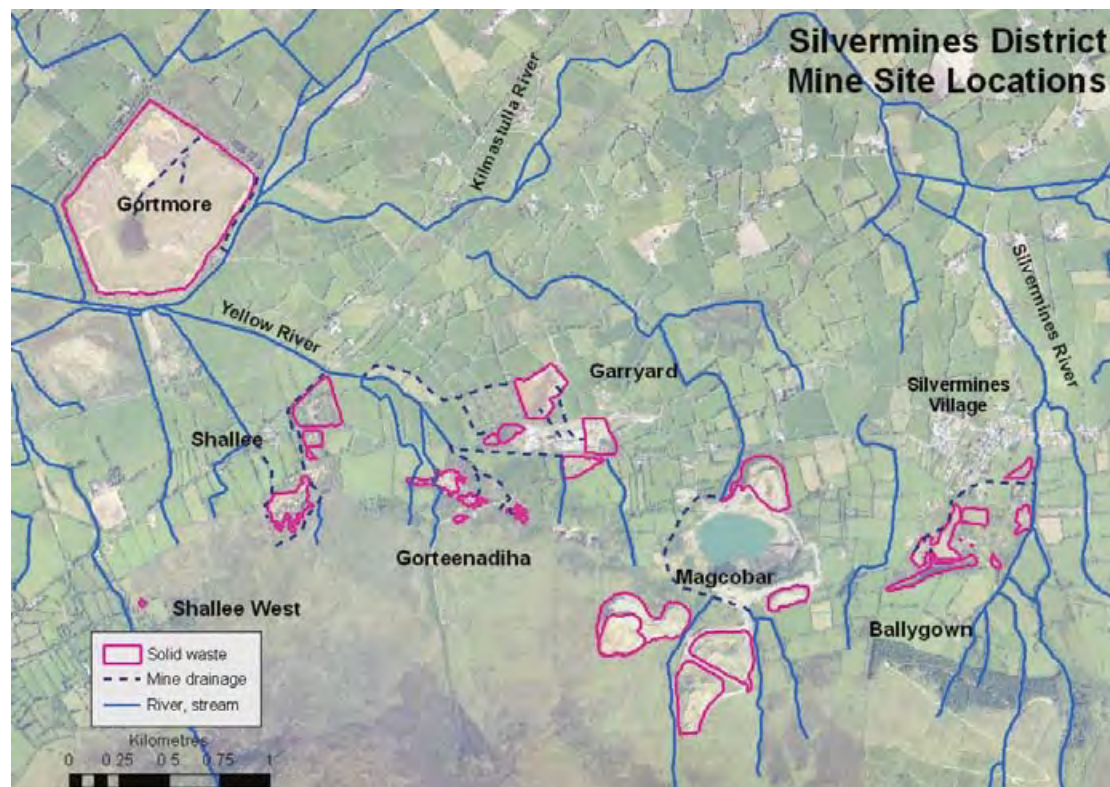 Silvermines District
Mine Site Locations
Kilmastulla River
Gortmore
Silvermines River
Yellow River
Garryard
Silvermines
Village
Shallee
Gorteenadiha
Magcobar
Shallee West
Ballygown
Solid waste
Mine drainage
River, stream
Kilometres
0 0.25 0.5 0.75 1